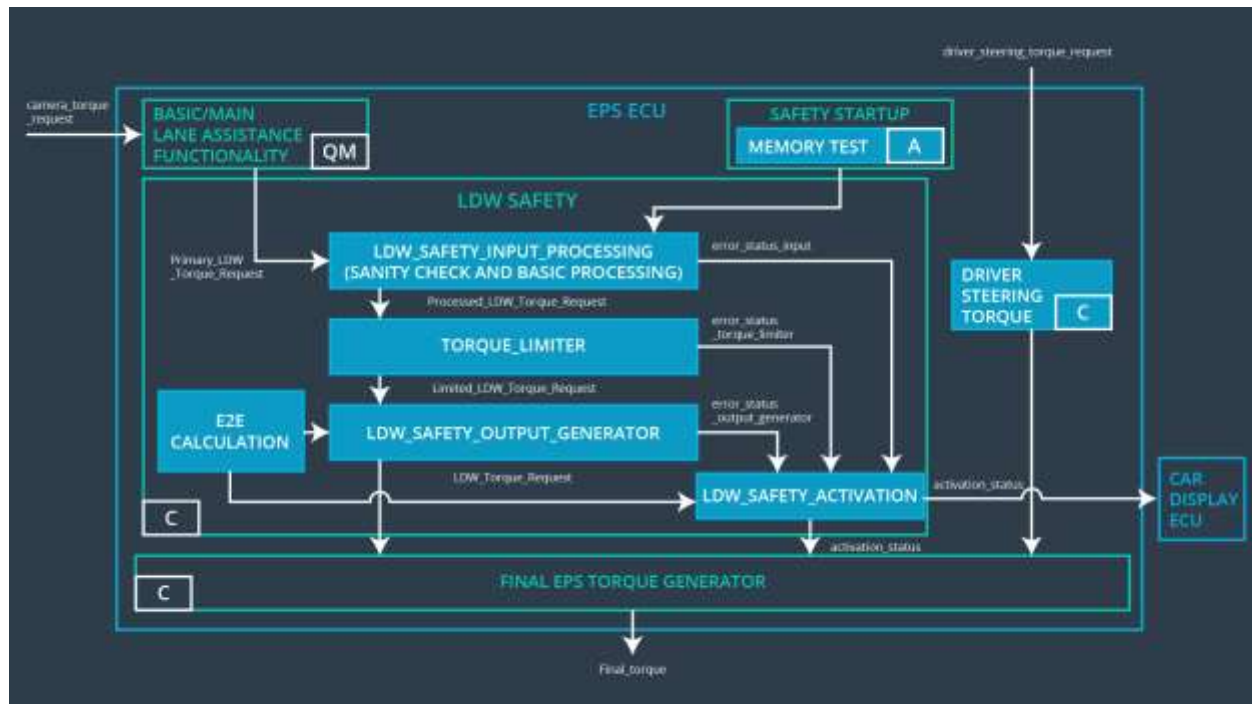 driver_steering_torque_request
camera_torque
_request
BASIC/MAIN
LANE ASSISTANCE
FUNCTIONALITY
QM
EPS ECU
SAFETY STARTUP
MEMORY TEST
A
LDW SAFETY
Primary_LDW
_Torque_Request
LDW_SAFETY_INPUT_PROCESSING
(SANITY CHECK AND BASIC PROCESSING)
error_status_input
DRIVER
STEERING
TORQUE
C
Processed_LDW_Torque_Request
TORQUE_LIMITER
error_status
_torque_limiter
Limited_LDW_Torque_Request
E2E
CALCULATION
LDW_SAFETY_OUTPUT_GENERATOR
error_status
_output_generator
LDW_Torque_Request
LDW_SAFETY_ACTIVATION
activation_status
CAR
DISPLAY
ECU
C
activation_status
C
FINAL EPS TORQUE GENERATOR
Final_torque